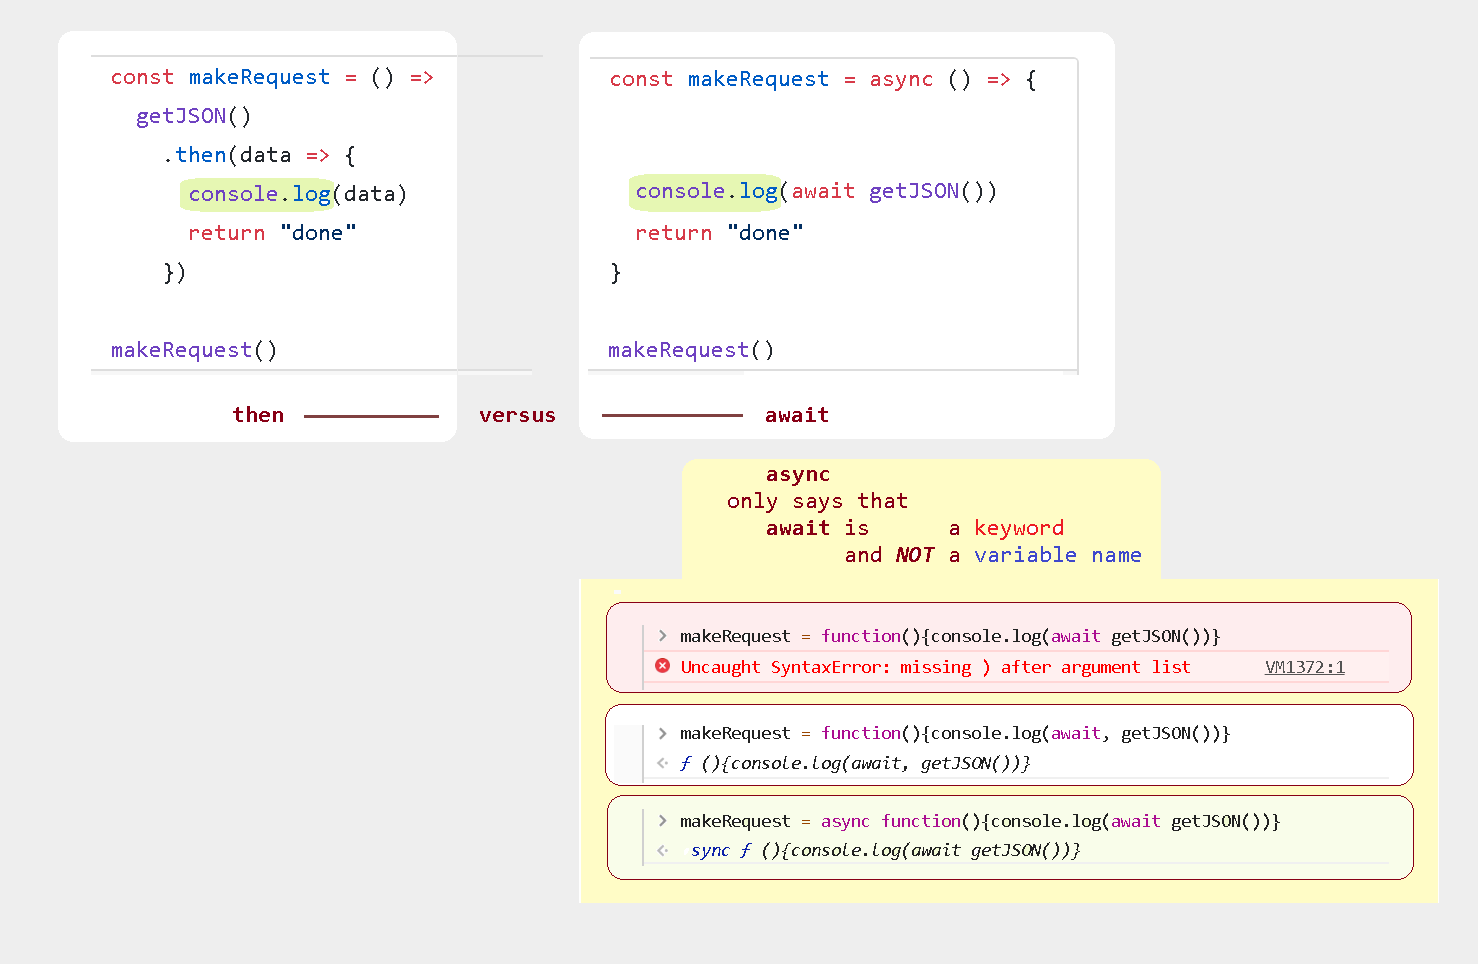 const makeRequest = () =>
getJSON()
.then(data => {
console.log(data)
return "done"
})
makeRequest()
const makeRequest = async () => {
console.log(await getJSON())
return "done"
}
makeRequest()
then versus await
async
only says that
await is a keyword
and NOT a variable name
> makeRequest = function(){console.log(await getJSON())}
Uncaught SyntaxError: missing ) after argument list VM1372:1
> makeRequest = function(){console.log(await, getJSON())}
ƒ (){console.log(await, getJSON())}
> makeRequest = async function(){console.log(await getJSON())}
sync ƒ (){console.log(await getJSON())}